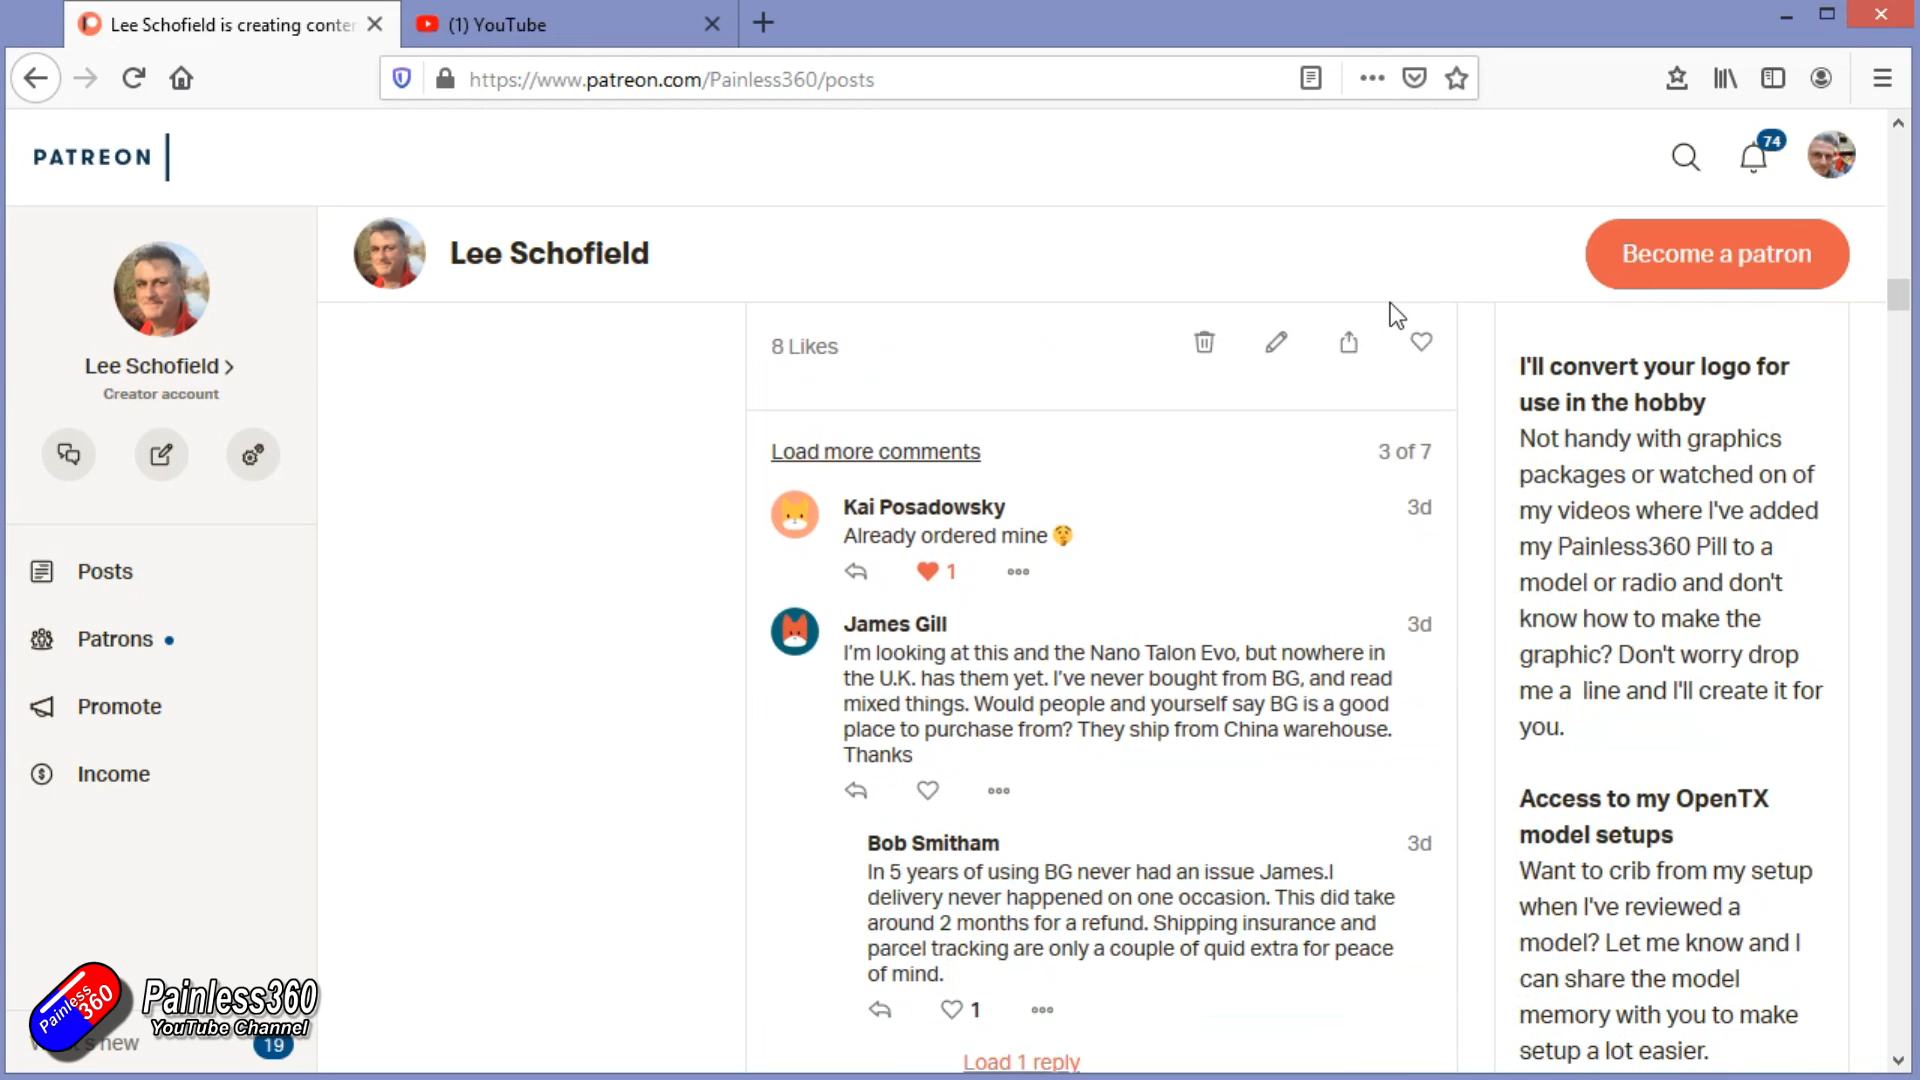 Lee Schofield is creating conter
(1) YouTube
https://www.patreon.com/Painless360/posts
PATREON
74
Lee Schofield
Become a patron
Lee Schofield
Creator account
Posts
Patrons
Promote
Income
What's new
19
Painless360
Painless360
YouTube Channel
8 Likes
Load more comments
3 of 7
Kai Posadowsky
3d
Already ordered mine 🤫
1
James Gill
3d
I'm looking at this and the Nano Talon Evo, but nowhere in
the U.K. has them yet. I've never bought from BG, and read
mixed things. Would people and yourself say BG is a good
place to purchase from? They ship from China warehouse.
Thanks
Bob Smitham
3d
In 5 years of using BG never had an issue James.I
delivery never happened on one occasion. This did take
around 2 months for a refund. Shipping insurance and
parcel tracking are only a couple of quid extra for peace
of mind.
1
Load 1 reply
I'll convert your logo for
use in the hobby
Not handy with graphics
packages or watched on of
my videos where I've added
my Painless360 Pill to a
model or radio and don't
know how to make the
graphic? Don't worry drop
me a line and I'll create it for
you.
Access to my OpenTX
model setups
Want to crib from my setup
when I've reviewed a
model? Let me know and I
can share the model
memory with you to make
setup a lot easier.